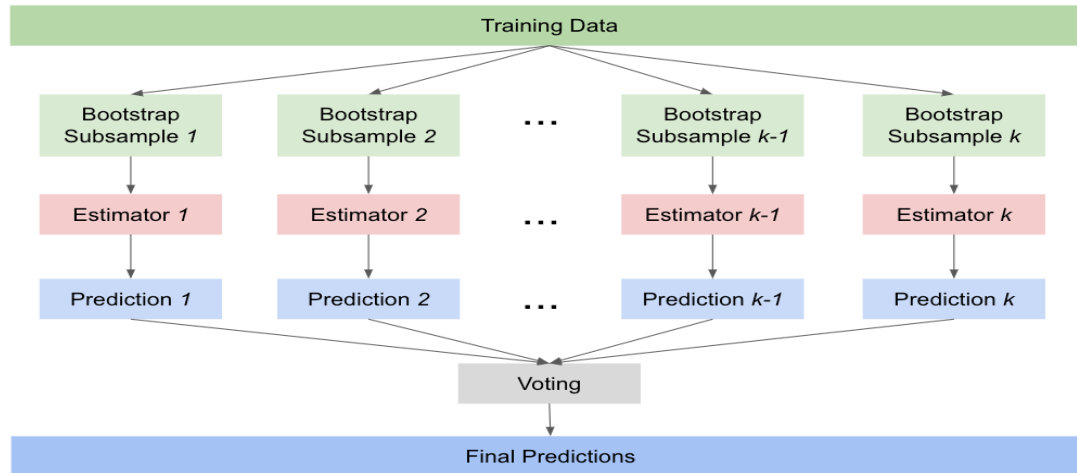 Training Data
Bootstrap
Subsample 1
Bootstrap
Subsample 2
...
Bootstrap
Subsample k-1
Bootstrap
Subsample k
Estimator 1
Estimator 2
...
Estimator k-1
Estimator k
Prediction 1
Prediction 2
...
Prediction k-1
Prediction k
Voting
Final Predictions